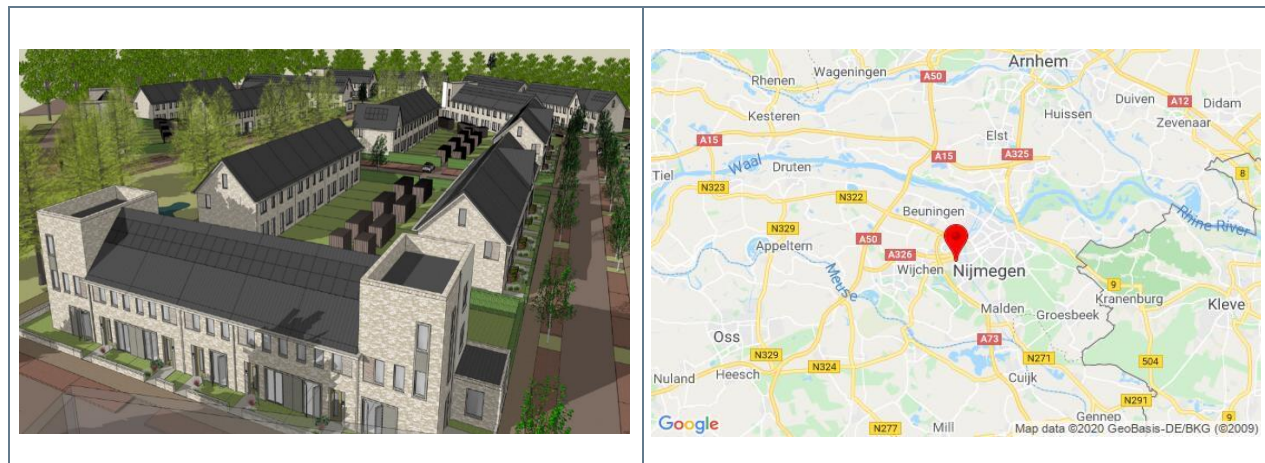 Arnhem
Wageningen
A50
Rhenen
Duiven
A12
Didam
Huissen
Kesteren
Zevenaar
Elst
A15
A15
A325
Waal
Tiel
Druten
8
N323
N322
Beuningen
Rhine River
N329
A50
Appeltern
A326
Wijchen
Nijmegen
9
Kranenburg
Meuse
Kleve
Malden
Groesbeek
Oss
A73
N329
N271
504
Nuland
Heesch
N324
Cuijk
N291
Gennep
9
Google
N277
Mill
Map data ©2020 GeoBasis-DE/BKG (©2009)